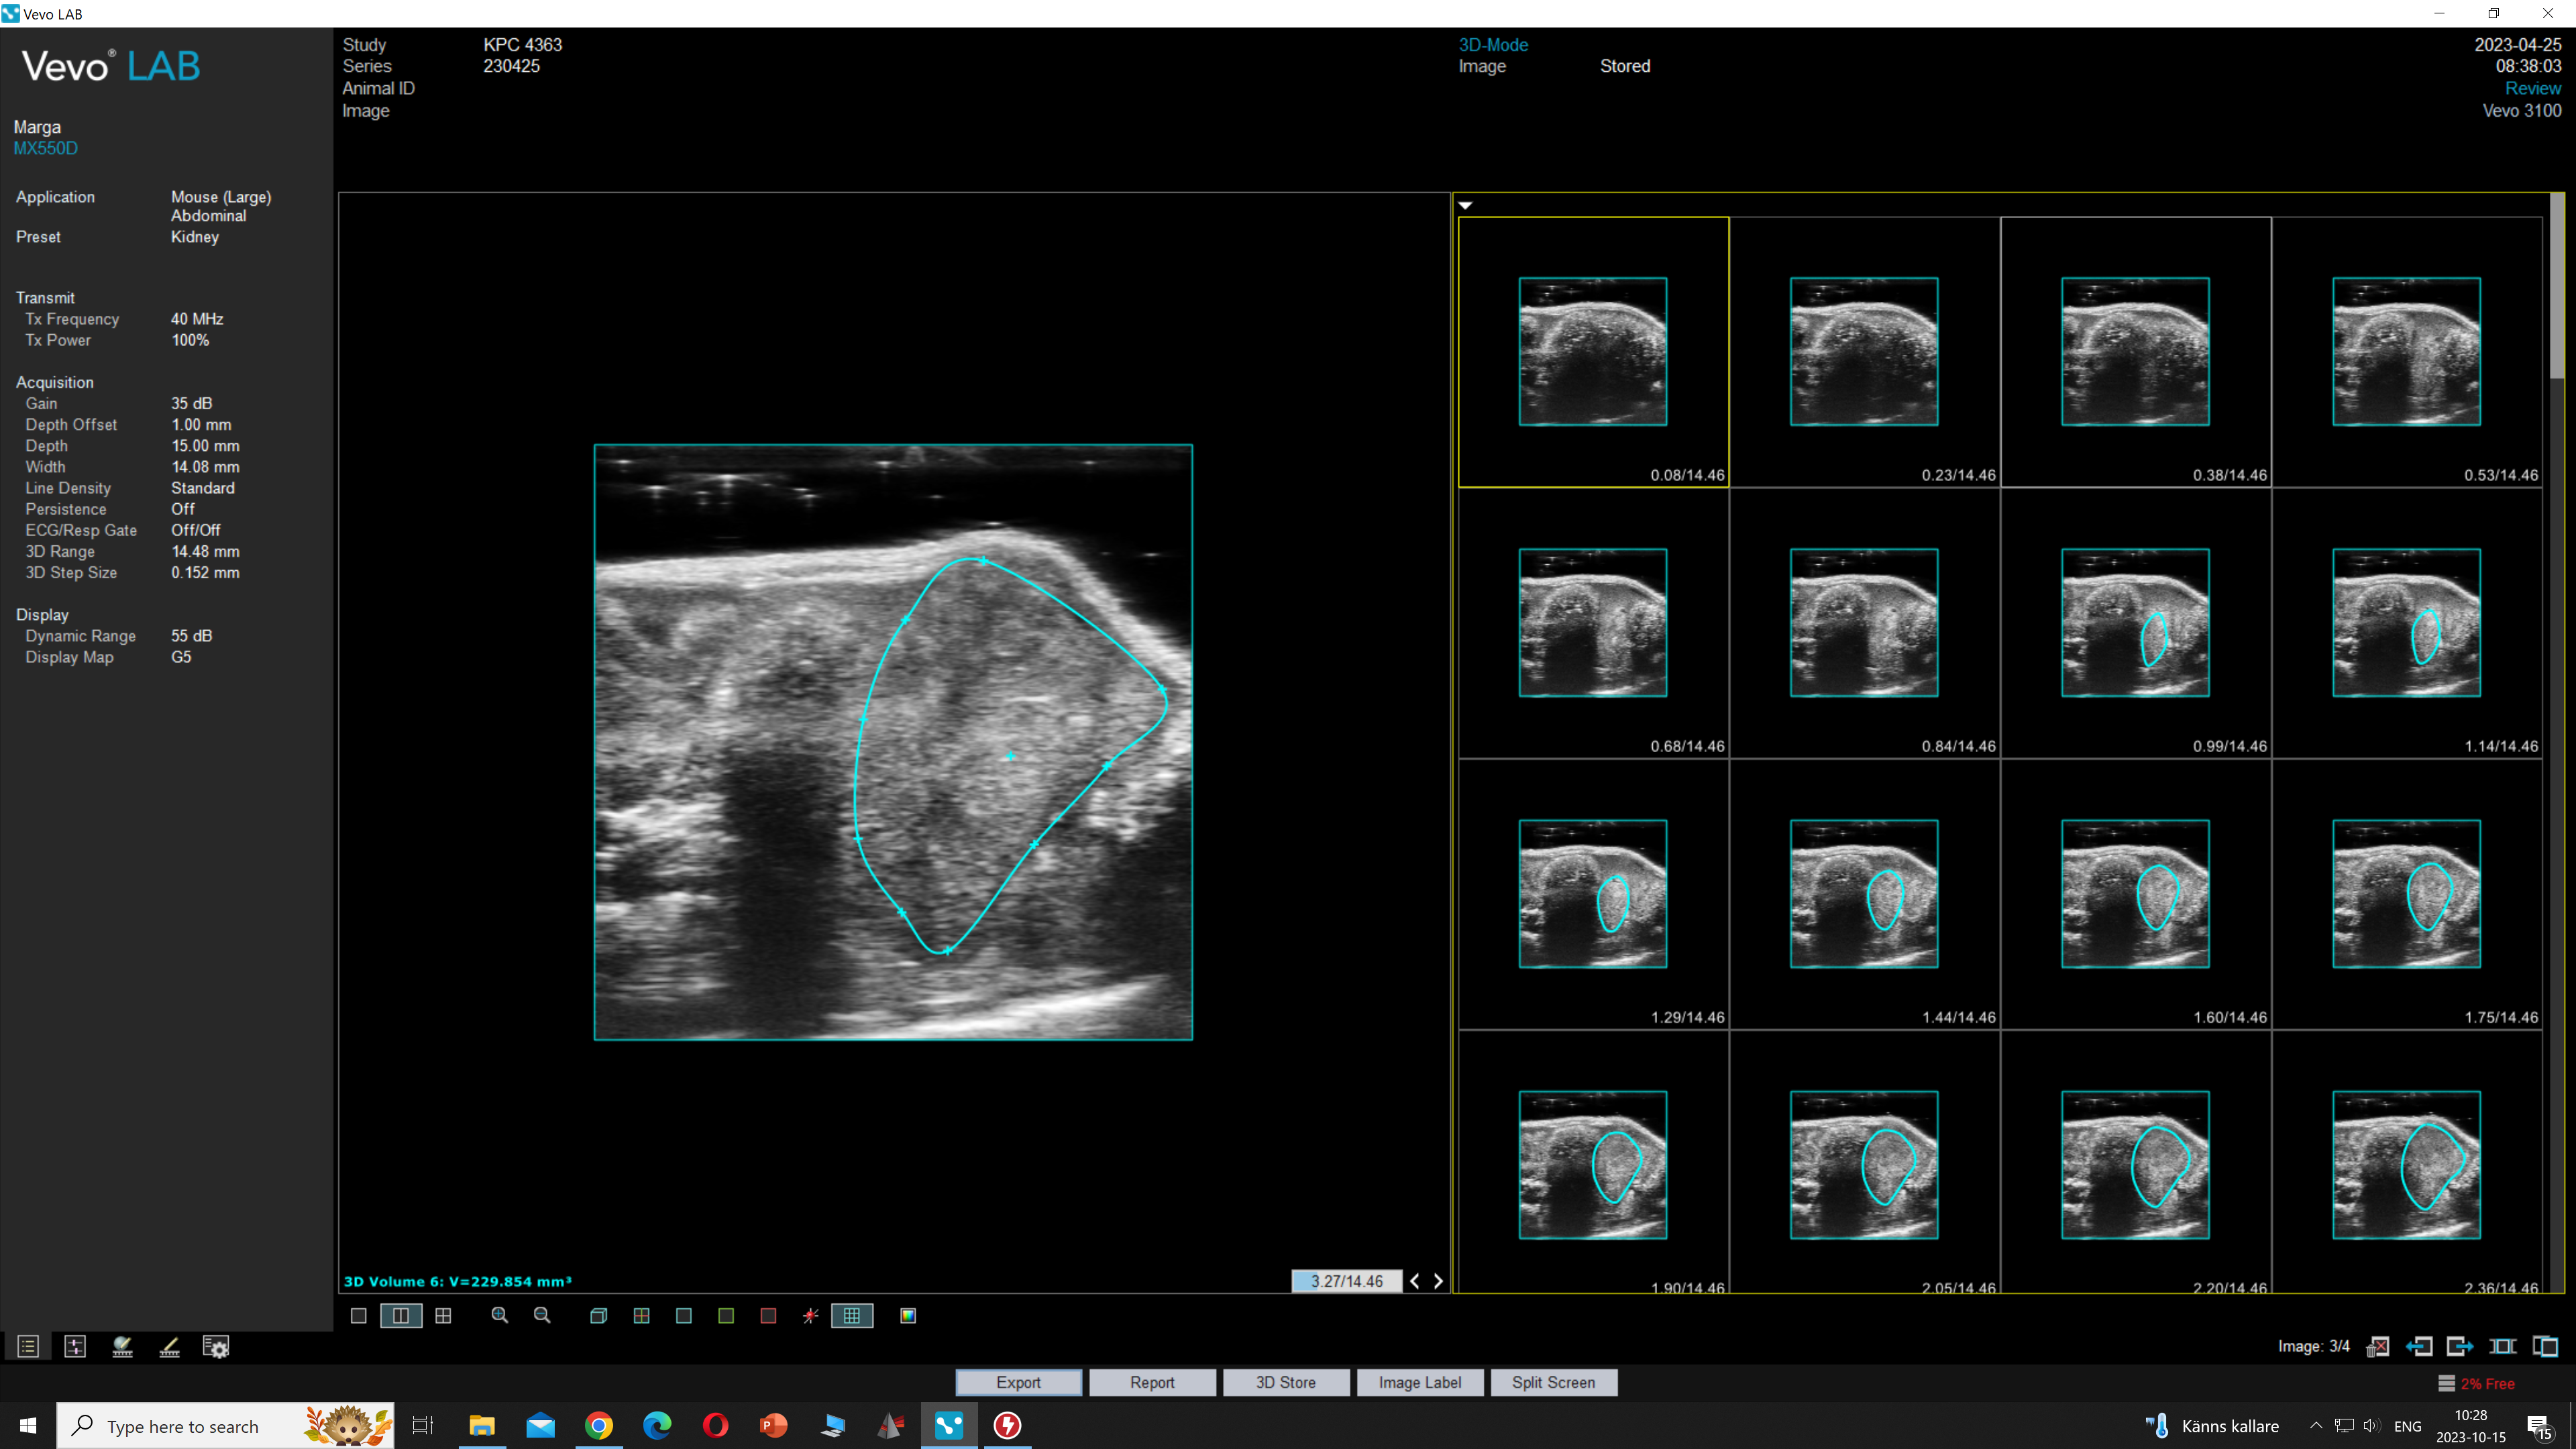 Vevo LAB
Vevo® LAB
Marga
MX550D
Application Mouse (Large)
Abdominal
Preset Kidney
Transmit
Tx Frequency 40 MHz
Tx Power 100%
Acquisition
Gain 35 dB
Depth Offset 1.00 mm
Depth 15.00 mm
Width 14.08 mm
Line Density Standard
Persistence Off
ECG/Resp Gate Off/Off
3D Range 14.48 mm
3D Step Size 0.152 mm
Display
Dynamic Range 55 dB
Display Map G5
Study KPC 4363
Series 230425
Animal ID
Image
3D-Mode
Image Stored
2023-04-25
08:38:03
Review
Vevo 3100
3D Volume 6: V=229.854 mm³
3.27/14.46
0.08/14.46 0.23/14.46 0.38/14.46 0.53/14.46
0.68/14.46 0.84/14.46 0.99/14.46 1.14/14.46
1.29/14.46 1.44/14.46 1.60/14.46 1.75/14.46
1.90/14.46 2.05/14.46 2.20/14.46 2.36/14.46
Image: 3/4
Export Report 3D Store Image Label Split Screen
2% Free
Type here to search
Känns kallare
ENG
10:28
2023-10-15
15